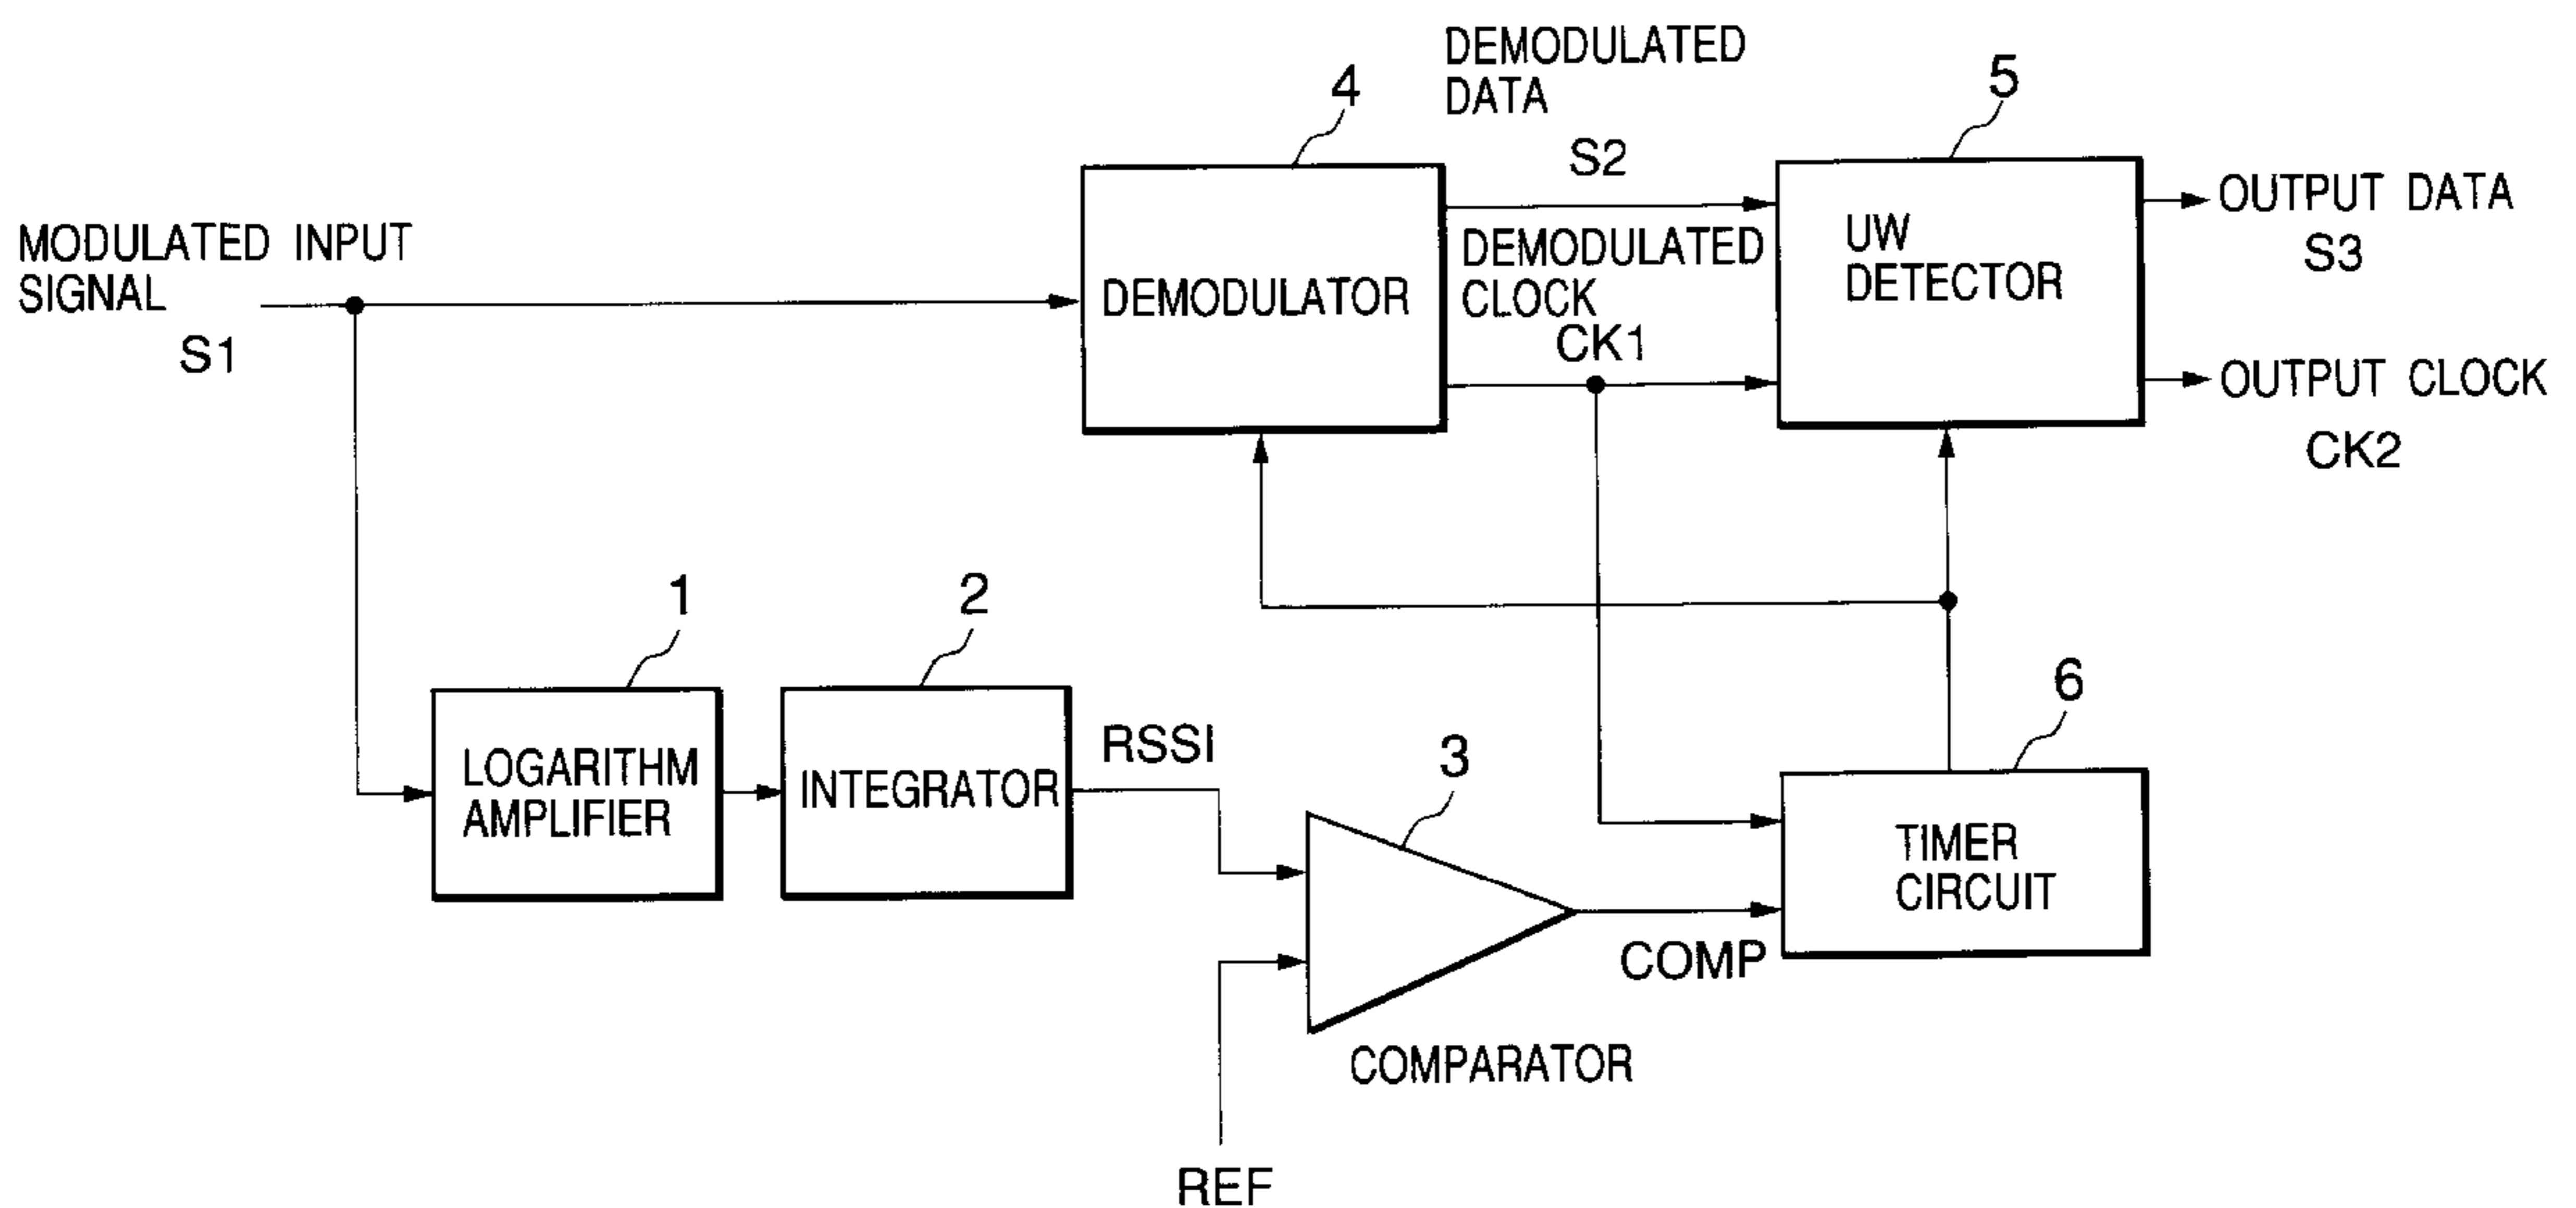 DEMODULATED
DATA
4
5
S2
OUTPUT DATA
S3
MODULATED INPUT
SIGNAL
S1
DEMODULATOR
DEMODULATED
CLOCK
CK1
UW
DETECTOR
OUTPUT CLOCK
CK2
1
2
6
LOGARITHM
AMPLIFIER
INTEGRATOR
RSSI
3
TIMER
CIRCUIT
COMP
COMPARATOR
REF